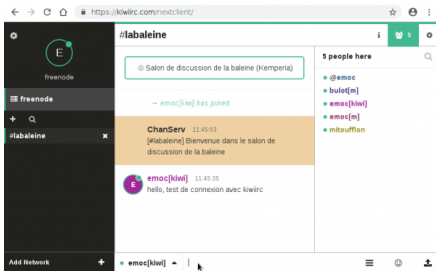 https://kiwiirc.com/nextclient/
#labaleine
5
E
freenode
Salon de discussion de la baleine (Kemperia)
5 people here
→ emoc[kiwi] has joined
@emoc
bulot[m]
emoc[kiwi]
emoc[m]
mitoufflon
freenode
#labaleine
ChanServ 11:45:03
[#labaleine] Bienvenue dans le salon de
discussion de la baleine
E
emoc[kiwi] 11:45:35
hello, test de connexion avec kiwiirc
Add Network +
emoc[kiwi]